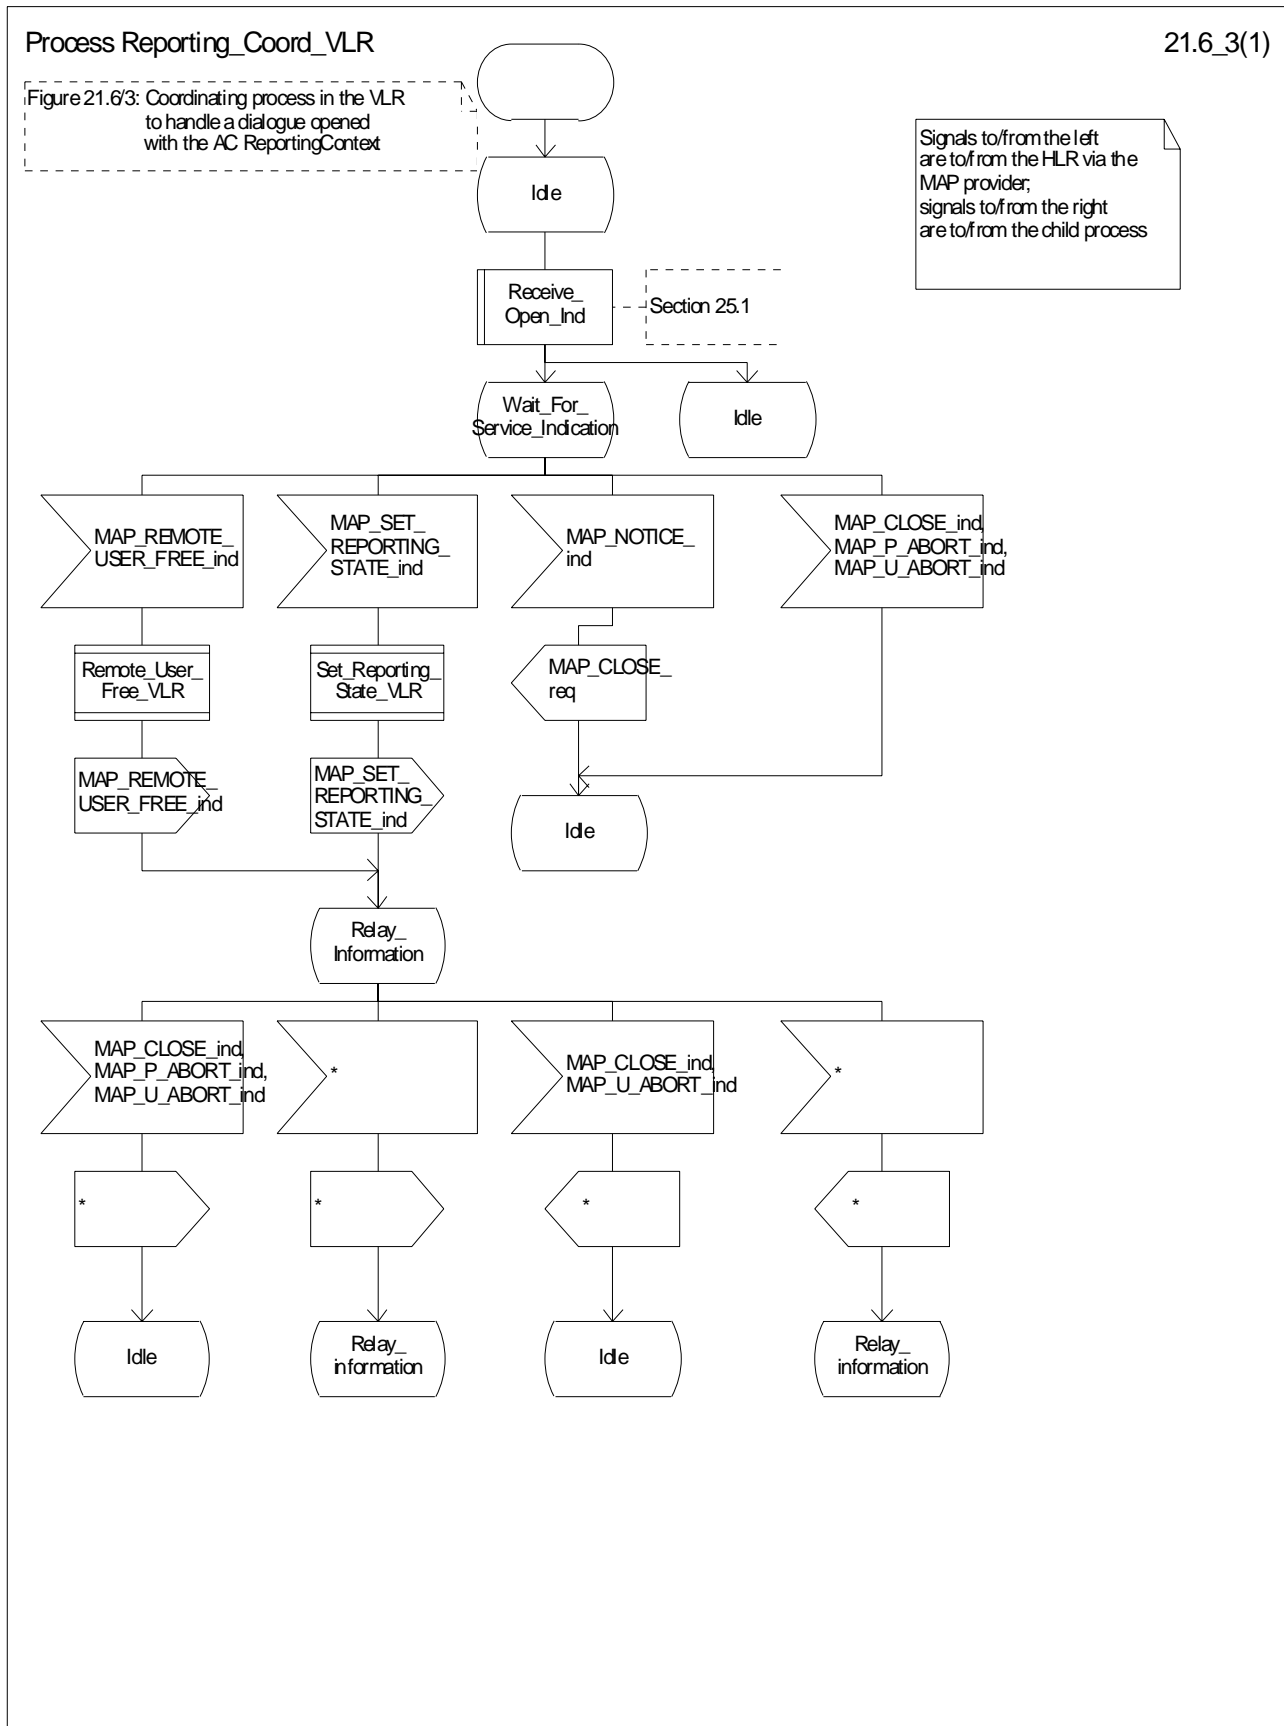 Process Reporting_Coord_VLR
21.6_3(1)
Figure 21.6/3: Coordinating process in the VLR
to handle a dialogue opened
with the AC ReportingContext
Signals to/from the left
are to/from the HLR via the
MAP provider;
signals to/from the right
are to/from the child process
Idle
Receive_
Open_Ind
Section 25.1
Wait_For_
Service_Indication
Idle
MAP_REMOTE_
USER_FREE_ind
MAP_SET_
REPORTING_
STATE_ind
MAP_NOTICE_
ind
MAP_CLOSE_ind,
MAP_P_ABORT_ind,
MAP_U_ABORT_ind
Remote_User_
Free_VLR
Set_Reporting_
State_VLR
MAP_CLOSE_
req
MAP_REMOTE_
USER_FREE_ind
MAP_SET_
REPORTING_
STATE_ind
Idle
Relay_
Information
MAP_CLOSE_ind,
MAP_P_ABORT_ind,
MAP_U_ABORT_ind
*
MAP_CLOSE_ind,
MAP_U_ABORT_ind
*
*
*
*
*
Idle
Relay_
information
Idle
Relay_
information